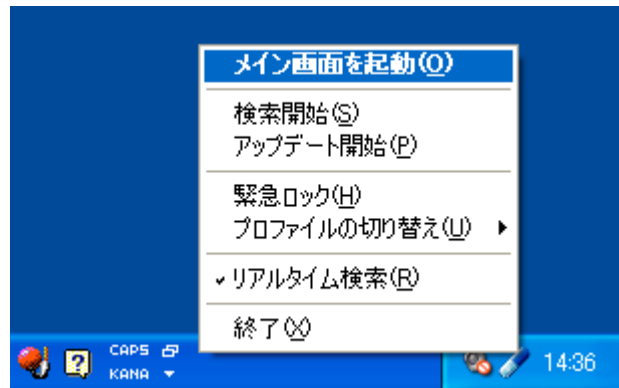 メイン画面を起動(O)
検索開始(S)
アップデート開始(P)
緊急ロック(H)
プロファイルの切り替え(U)
リアルタイム検索(R)
終了(X)
CAPS
KANA
14:36